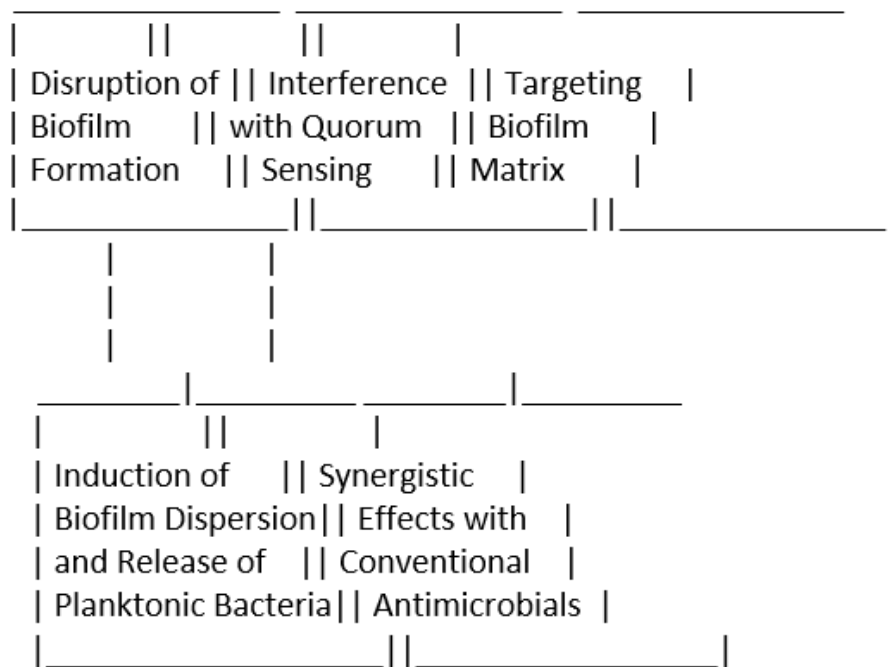 | Disruption of || Interference || Targeting |
| Biofilm || with Quorum || Biofilm |
| Formation || Sensing || Matrix |
| Induction of || Synergistic |
| Biofilm Dispersion|| Effects with |
| and Release of || Conventional |
| Planktonic Bacteria|| Antimicrobials |